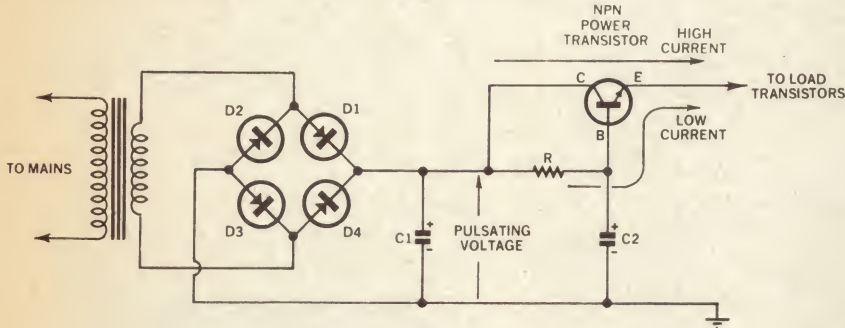 NPN
POWER
TRANSISTOR
HIGH
CURRENT
C
E
TO LOAD
TRANSISTORS
LOW
CURRENT
B
D2
D1
TO MAINS
R
D3
D4
C1
+
-
PULSATING
VOLTAGE
+
-
C2